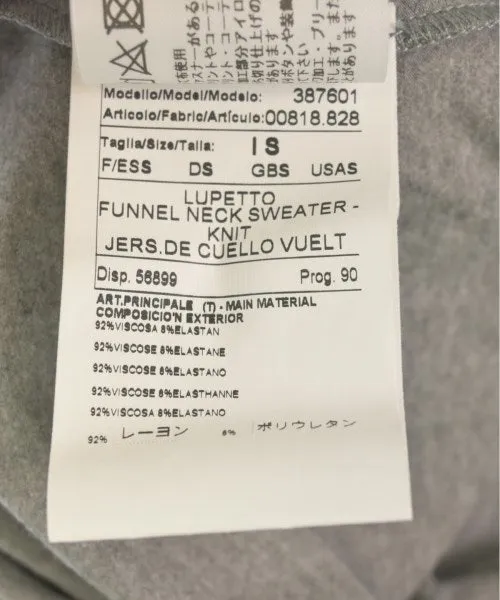 Modello/Model/Modelo: 387601
Articolo/Fabric/Artículo: 00818.828
Taglia/Size/Talla: I S
F/ESS DS GBS USAS
LUPETTO
FUNNEL NECK SWEATER -
KNIT
JERS.DE CUELLO VUELT
Disp. 56899 Prog. 90
ART.PRINCIPALE (T) - MAIN MATERIAL
COMPOSICIO'N EXTERIOR
92%VISCOSA 8%ELASTAN
92%VISCOSE 8%ELASTANE
92%VISCOSE 8%ELASTANO
92%VISCOSE 8%ELASTHANNE
92%VISCOSA 8%ELASTANO
92% レーヨン 8% ポリウレタン